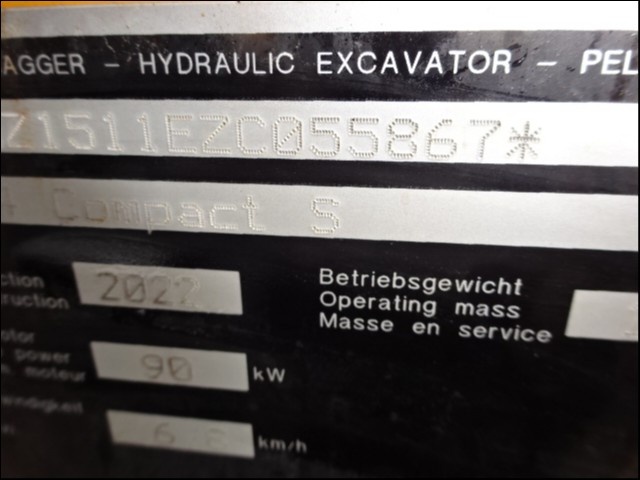 AGGER – HYDRAULIC EXCAVATOR – PEL
Z1511EZC055867*
Compact S
ction
ruction
2022
Betriebsgewicht
Operating mass
Masse en service
otor
power
moteur
90 kW
windigkeit
km/h